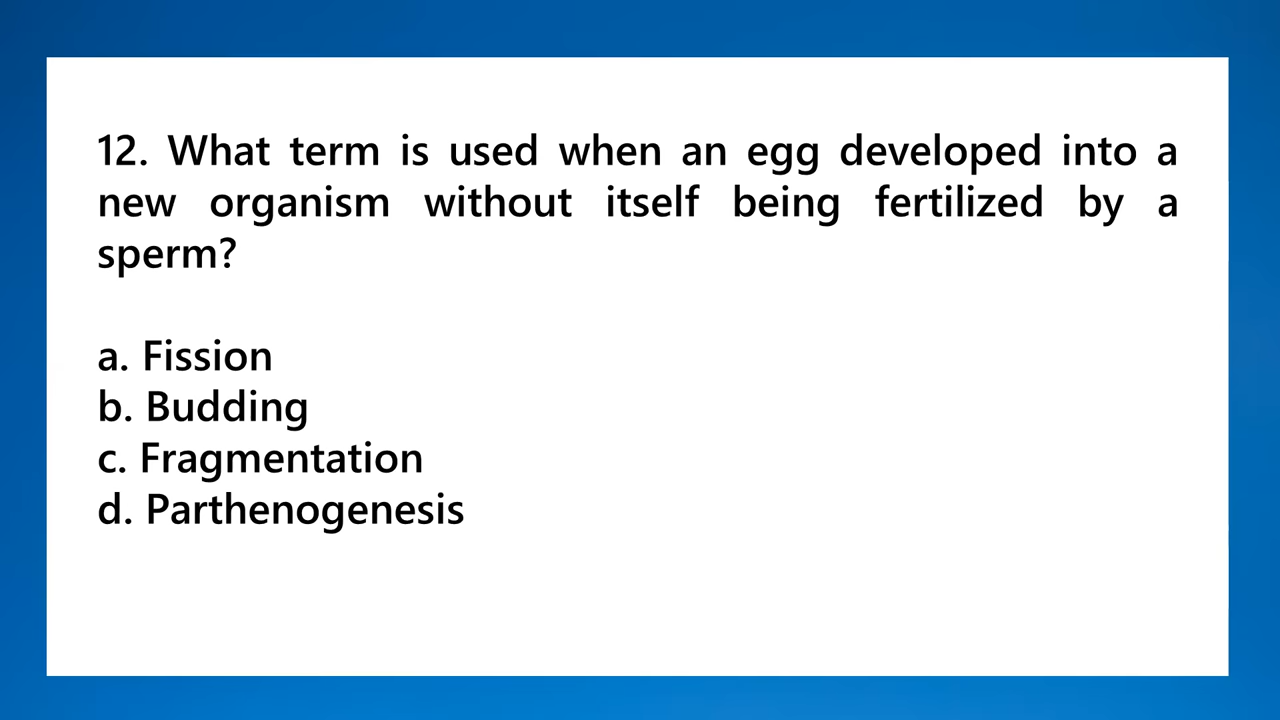 12. What term is used when an egg developed into a
new organism without itself being fertilized by a
sperm?
a. Fission
b. Budding
c. Fragmentation
d. Parthenogenesis